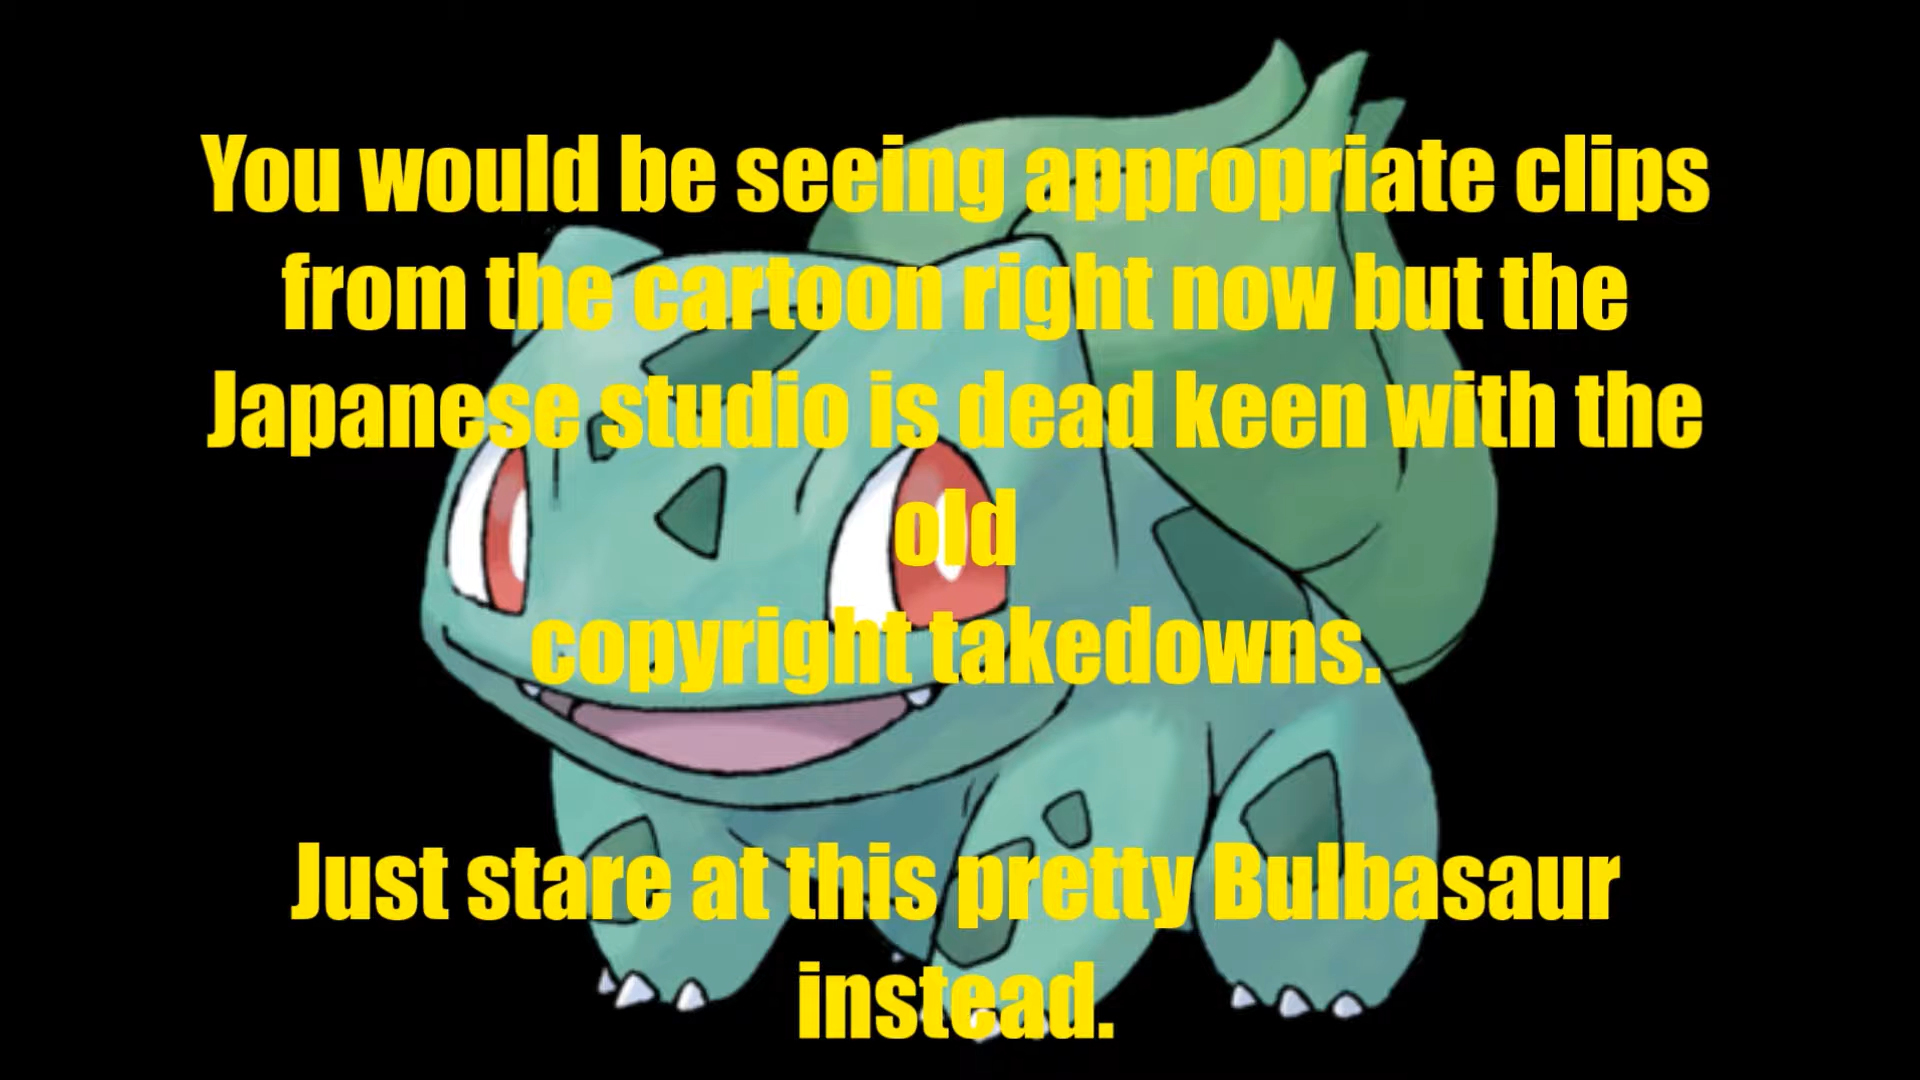 You would be seeing appropriate clips
from the cartoon right now but the
Japanese studio is dead keen with the
old
copyright takedowns.
Just stare at this pretty Bulbasaur
instead.